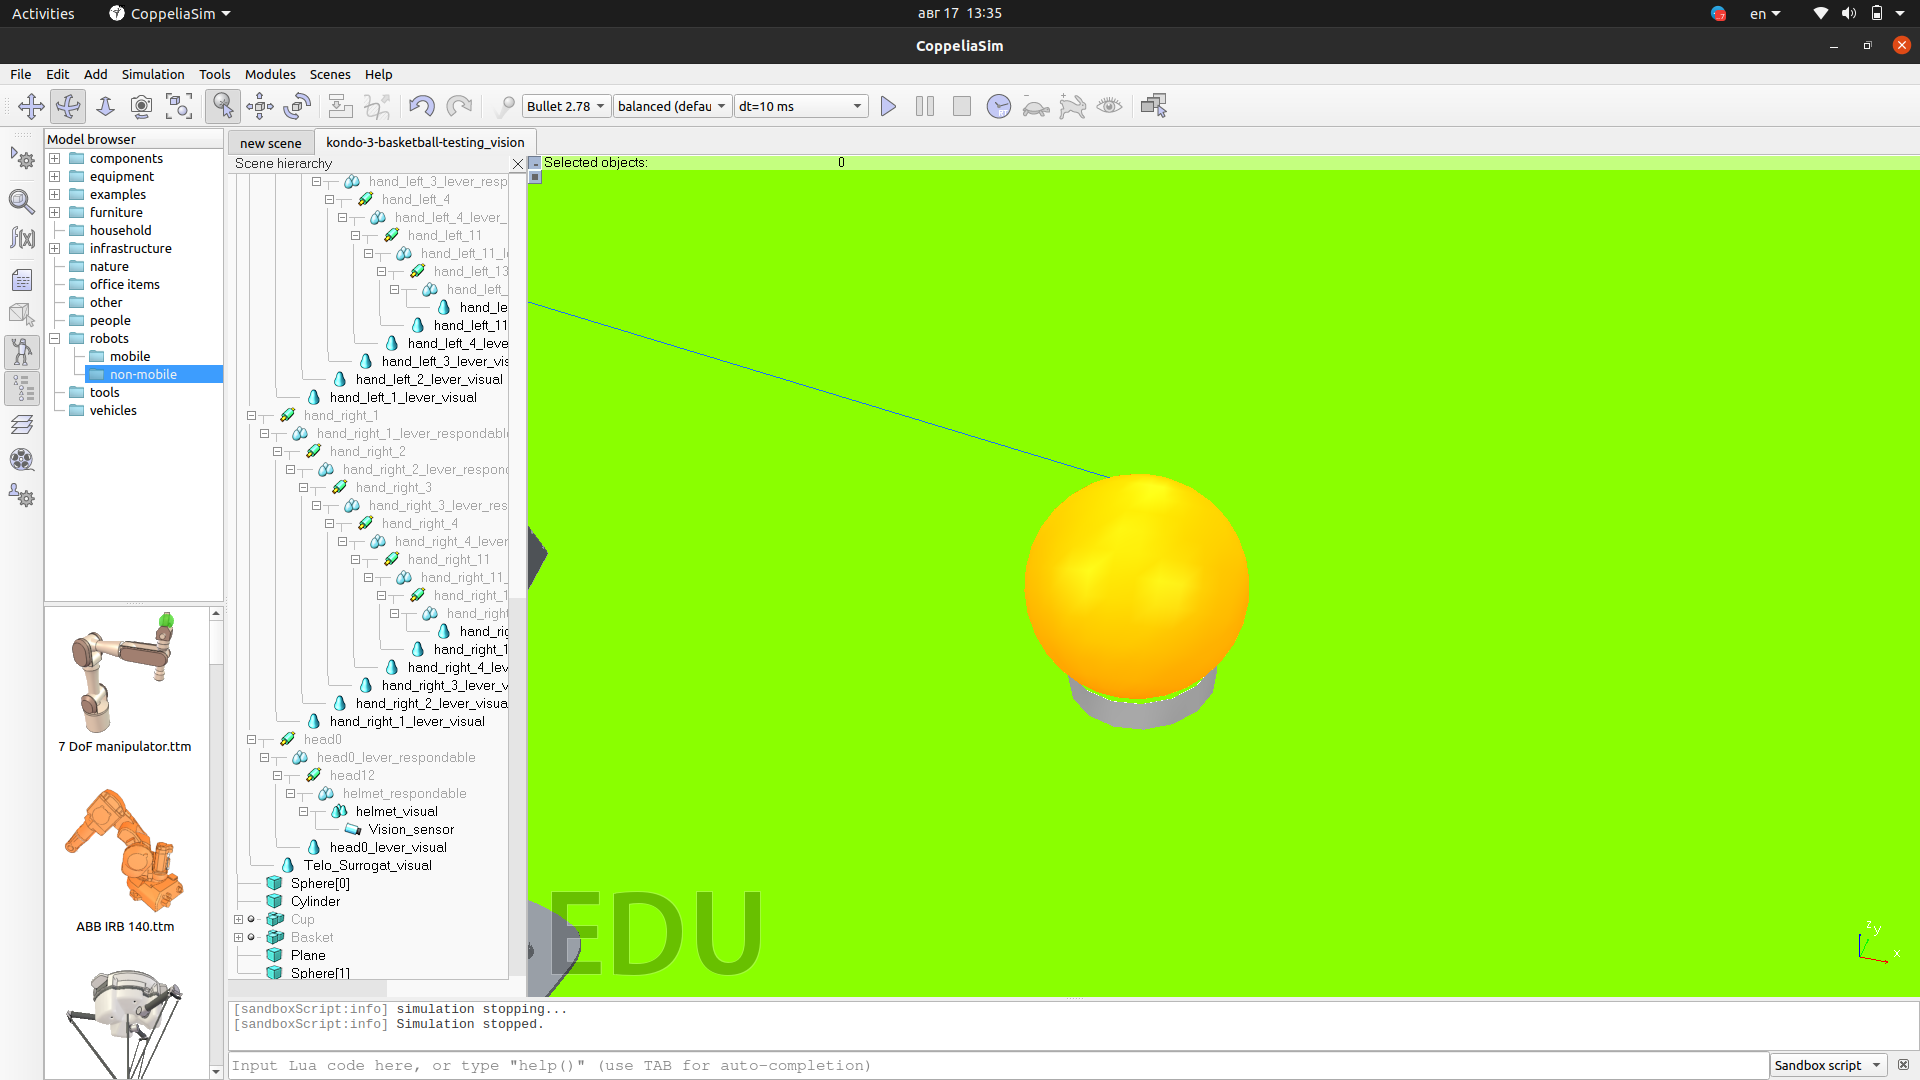 Activities
CoppeliaSim
авг 17 13:35
en
CoppeliaSim
File Edit Add Simulation Tools Modules Scenes Help
Bullet 2.78
balanced (defau
dt=10 ms
Model browser
components
equipment
examples
furniture
household
infrastructure
nature
office items
other
people
robots
mobile
non-mobile
tools
vehicles
7 DoF manipulator.ttm
ABB IRB 140.ttm
new scene
kondo-3-basketball-testing_vision
Scene hierarchy
hand_left_3_lever_resp
hand_left_4
hand_left_4_lever_
hand_left_11
hand_left_11_l
hand_left_13
hand_left_
hand_le
hand_left_11
hand_left_4_leve
hand_left_3_lever_vis
hand_left_2_lever_visual
hand_left_1_lever_visual
hand_right_1
hand_right_1_lever_respondabl
hand_right_2
hand_right_2_lever_respon
hand_right_3
hand_right_3_lever_res
hand_right_4
hand_right_4_lever
hand_right_11
hand_right_11_
hand_right_1
hand_right
hand_rig
hand_right_1
hand_right_4_lev
hand_right_3_lever_v
hand_right_2_lever_visua
hand_right_1_lever_visual
head0
head0_lever_respondable
head12
helmet_respondable
helmet_visual
Vision_sensor
head0_lever_visual
Telo_Surrogat_visual
Sphere[0]
Cylinder
Cup
Basket
Plane
Sphere[1]
Selected objects: 0
EDU
z
y
x
[sandboxScript:info] simulation stopping...
[sandboxScript:info] Simulation stopped.
Input Lua code here, or type "help()" (use TAB for auto-completion)
Sandbox script